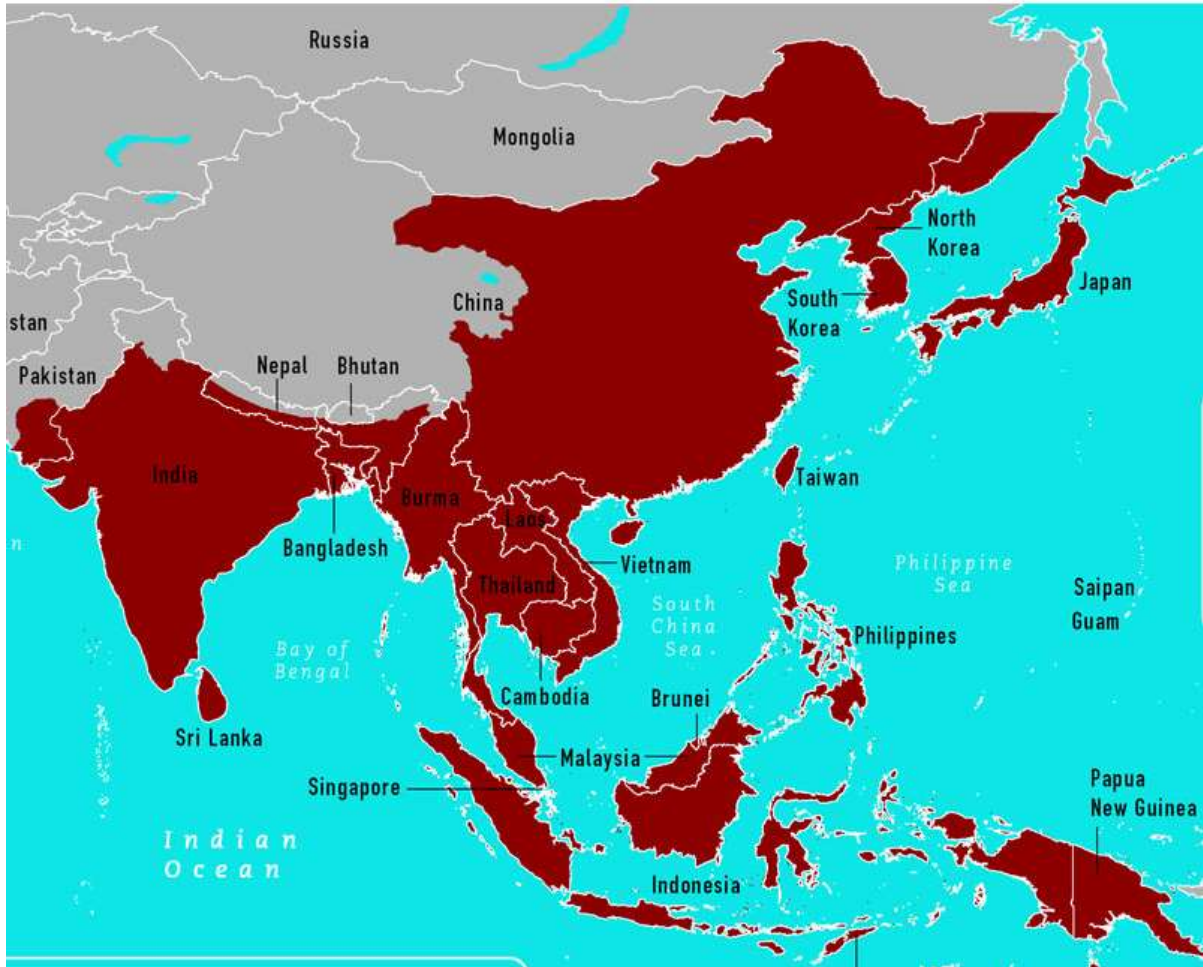 Russia
Mongolia
North
Korea
China
South
Korea
Japan
stan
Pakistan
Nepal
Bhutan
India
Burma
Laos
Taiwan
Bangladesh
Vietnam
Thailand
Philippine
Sea
South
China
Sea
Saipan
Guam
Bay of
Bengal
Philippines
Cambodia
Brunei
Sri Lanka
Malaysia
Singapore
Papua
New Guinea
Indian
Ocean
Indonesia
n